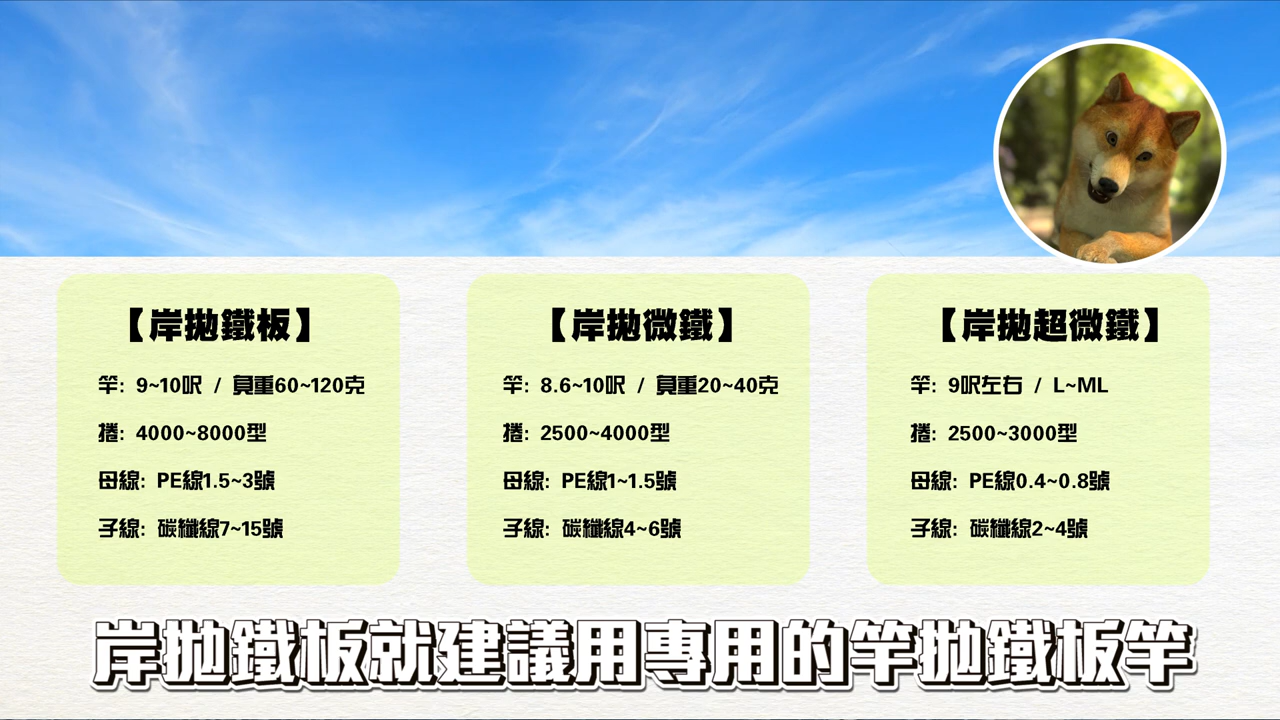 【岸拋鐵板】
竿: 9~10呎 / 負重60~120克
捲: 4000~8000型
母線: PE線1.5~3號
子線: 碳纖線7~15號
【岸拋微鐵】
竿: 8.6~10呎 / 負重20~40克
捲: 2500~4000型
母線: PE線1~1.5號
子線: 碳纖線4~6號
【岸拋超微鐵】
竿: 9呎左右 / L~ML
捲: 2500~3000型
母線: PE線0.4~0.8號
子線: 碳纖線2~4號
岸拋鐵板就建議用專用的竿拋鐵板竿